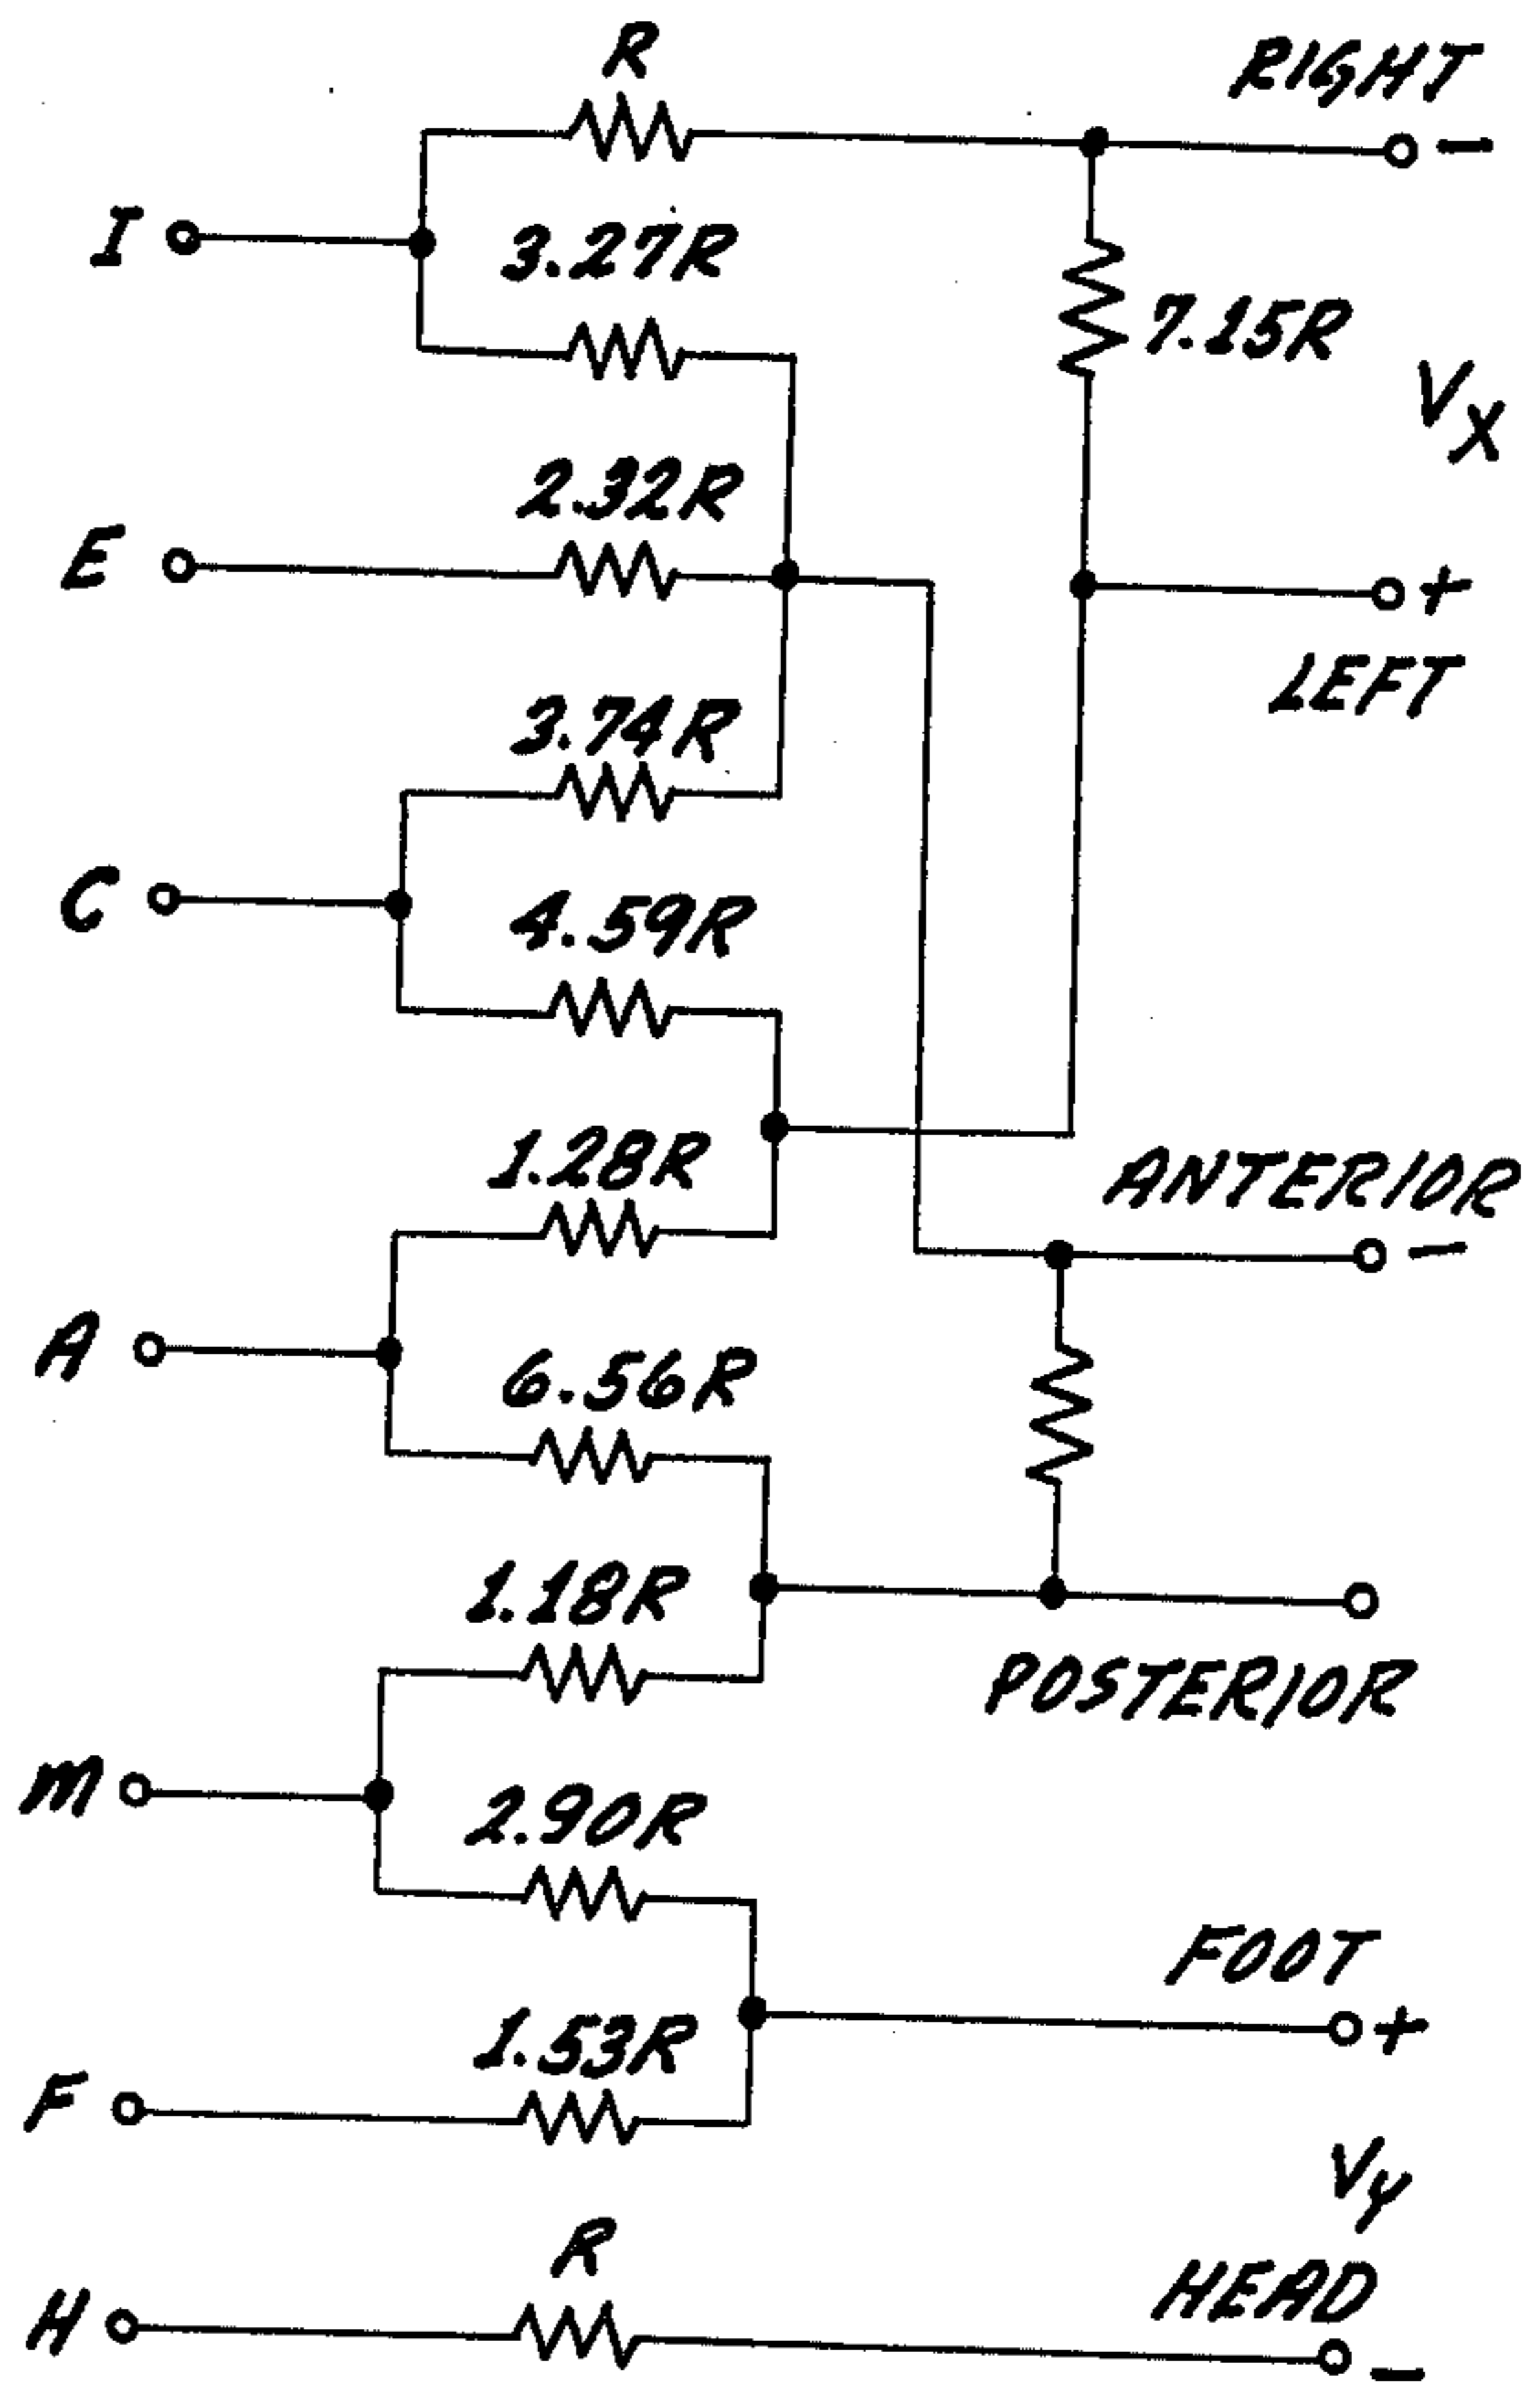 R
RIGHT
I
−
3.27R
7.15R
VX
2.32R
E
+
LEFT
3.74R
C
4.59R
1.28R
ANTERIOR
−
A
6.56R
1.18R
POSTERIOR
M
2.90R
FOOT
1.53R
+
F
VY
R
HEAD
H
−